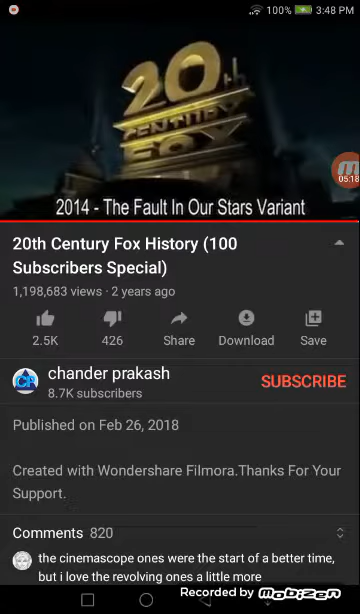 100% 3:48 PM
20th
CENTURY
FOX
2014 - The Fault In Our Stars Variant
05:18
20th Century Fox History (100
Subscribers Special)
1,198,683 views · 2 years ago
2.5K 426 Share Download Save
CP chander prakash
8.7K subscribers
SUBSCRIBE
Published on Feb 26, 2018
Created with Wondershare Filmora.Thanks For Your
Support.
Comments 820
the cinemascope ones were the start of a better time,
but i love the revolving ones a little more
Recorded by mobizen